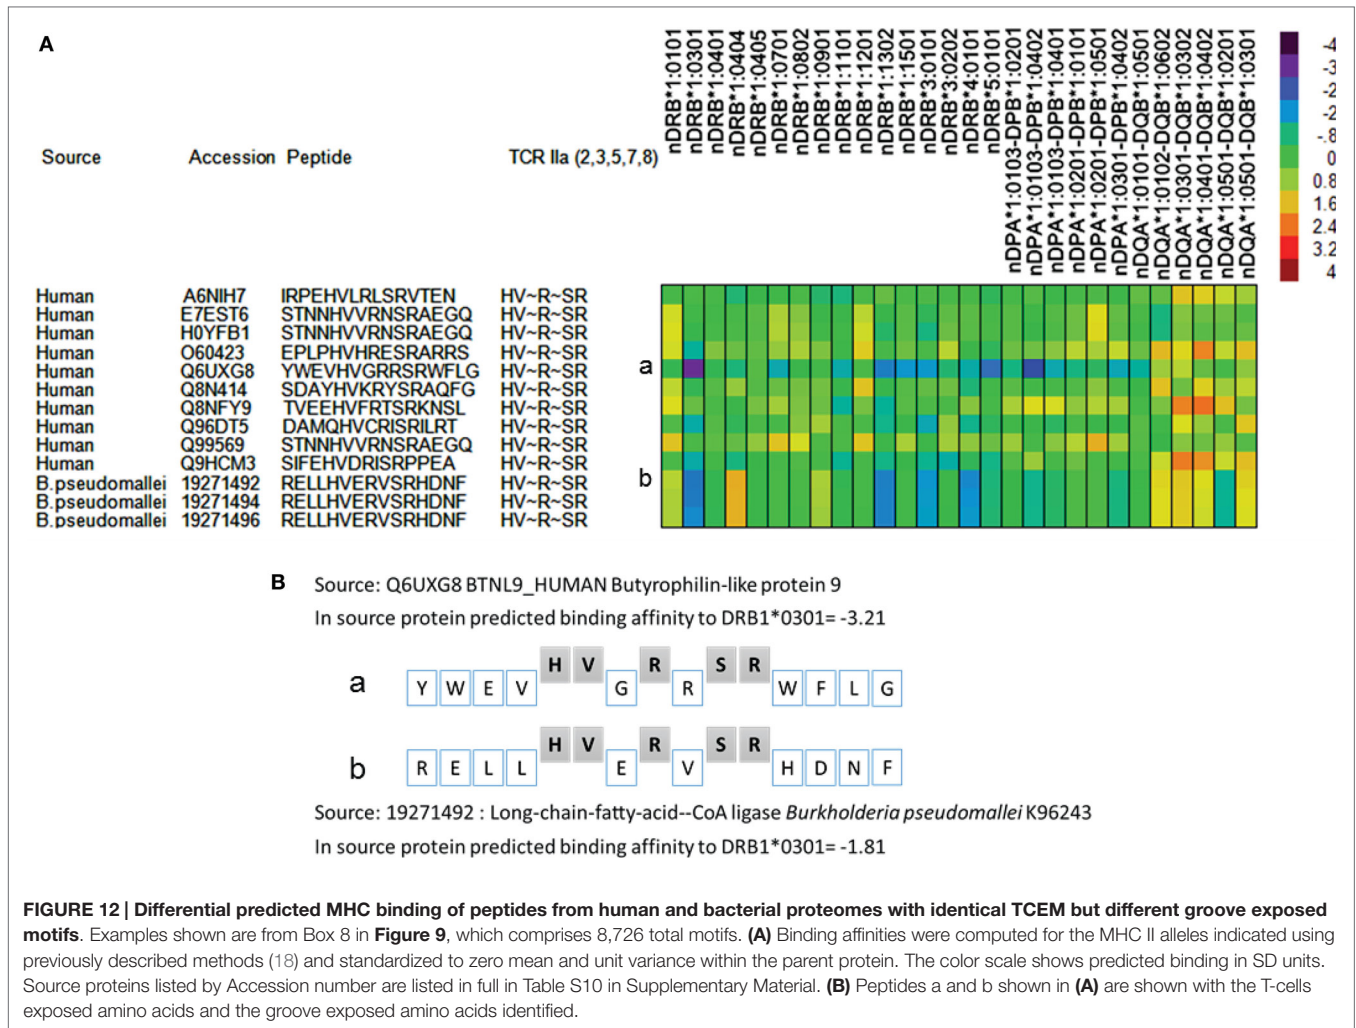 A
Source Accession Peptide TCR IIa (2,3,5,7,8)
nDRB*1:0101
nDRB*1:0301
nDRB*1:0401
nDRB*1:0404
nDRB*1:0405
nDRB*1:0701
nDRB*1:0802
nDRB*1:0901
nDRB*1:1101
nDRB*1:1201
nDRB*1:1302
nDRB*1:1501
nDRB*3:0101
nDRB*3:0202
nDRB*4:0101
nDRB*5:0101
nDPA*1:0103-DPB*1:0201
nDPA*1:0103-DPB*1:0402
nDPA*1:0103-DPB*1:0401
nDPA*1:0201-DPB*1:0101
nDPA*1:0201-DPB*1:0501
nDPA*1:0301-DPB*1:0402
nDQA*1:0101-DQB*1:0501
nDQA*1:0102-DQB*1:0602
nDQA*1:0301-DQB*1:0302
nDQA*1:0401-DQB*1:0402
nDQA*1:0501-DQB*1:0201
nDQA*1:0501-DQB*1:0301
-4
-3
-2
-2
-.8
0
0.8
1.6
2.4
3.2
4
Human A6NIH7 IRPEHVLRLSRVTEN HV~R~SR
Human E7EST6 STNNHVVRNSRAEGQ HV~R~SR
Human H0YFB1 STNNHVVRNSRAEGQ HV~R~SR
Human O60423 EPLPHVHRESRARRS HV~R~SR
Human Q6UXG8 YWEVHVGRRSRWFLG HV~R~SR a
Human Q8N414 SDAYHVKRYSRAQFG HV~R~SR
Human Q8NFY9 TVEEHVFRTSRKNSL HV~R~SR
Human Q96DT5 DAMQHVCRISRILRT HV~R~SR
Human Q99569 STNNHVVRNSRAEGQ HV~R~SR
Human Q9HCM3 SIFEHVDRISRPPEA HV~R~SR
B.pseudomallei 19271492 RELLHVERVSRHDNF HV~R~SR b
B.pseudomallei 19271494 RELLHVERVSRHDNF HV~R~SR
B.pseudomallei 19271496 RELLHVERVSRHDNF HV~R~SR
B Source: Q6UXG8 BTNL9_HUMAN Butyrophilin-like protein 9
In source protein predicted binding affinity to DRB1*0301= -3.21
a Y W E V H V G R R S R W F L G
b R E L L H V E R V S R H D N F
Source: 19271492 : Long-chain-fatty-acid--CoA ligase Burkholderia pseudomallei K96243
In source protein predicted binding affinity to DRB1*0301= -1.81
FIGURE 12 | Differential predicted MHC binding of peptides from human and bacterial proteomes with identical TCEM but different groove exposed
motifs. Examples shown are from Box 8 in Figure 9, which comprises 8,726 total motifs. (A) Binding affinities were computed for the MHC II alleles indicated using
previously described methods (18) and standardized to zero mean and unit variance within the parent protein. The color scale shows predicted binding in SD units.
Source proteins listed by Accession number are listed in full in Table S10 in Supplementary Material. (B) Peptides a and b shown in (A) are shown with the T-cells
exposed amino acids and the groove exposed amino acids identified.